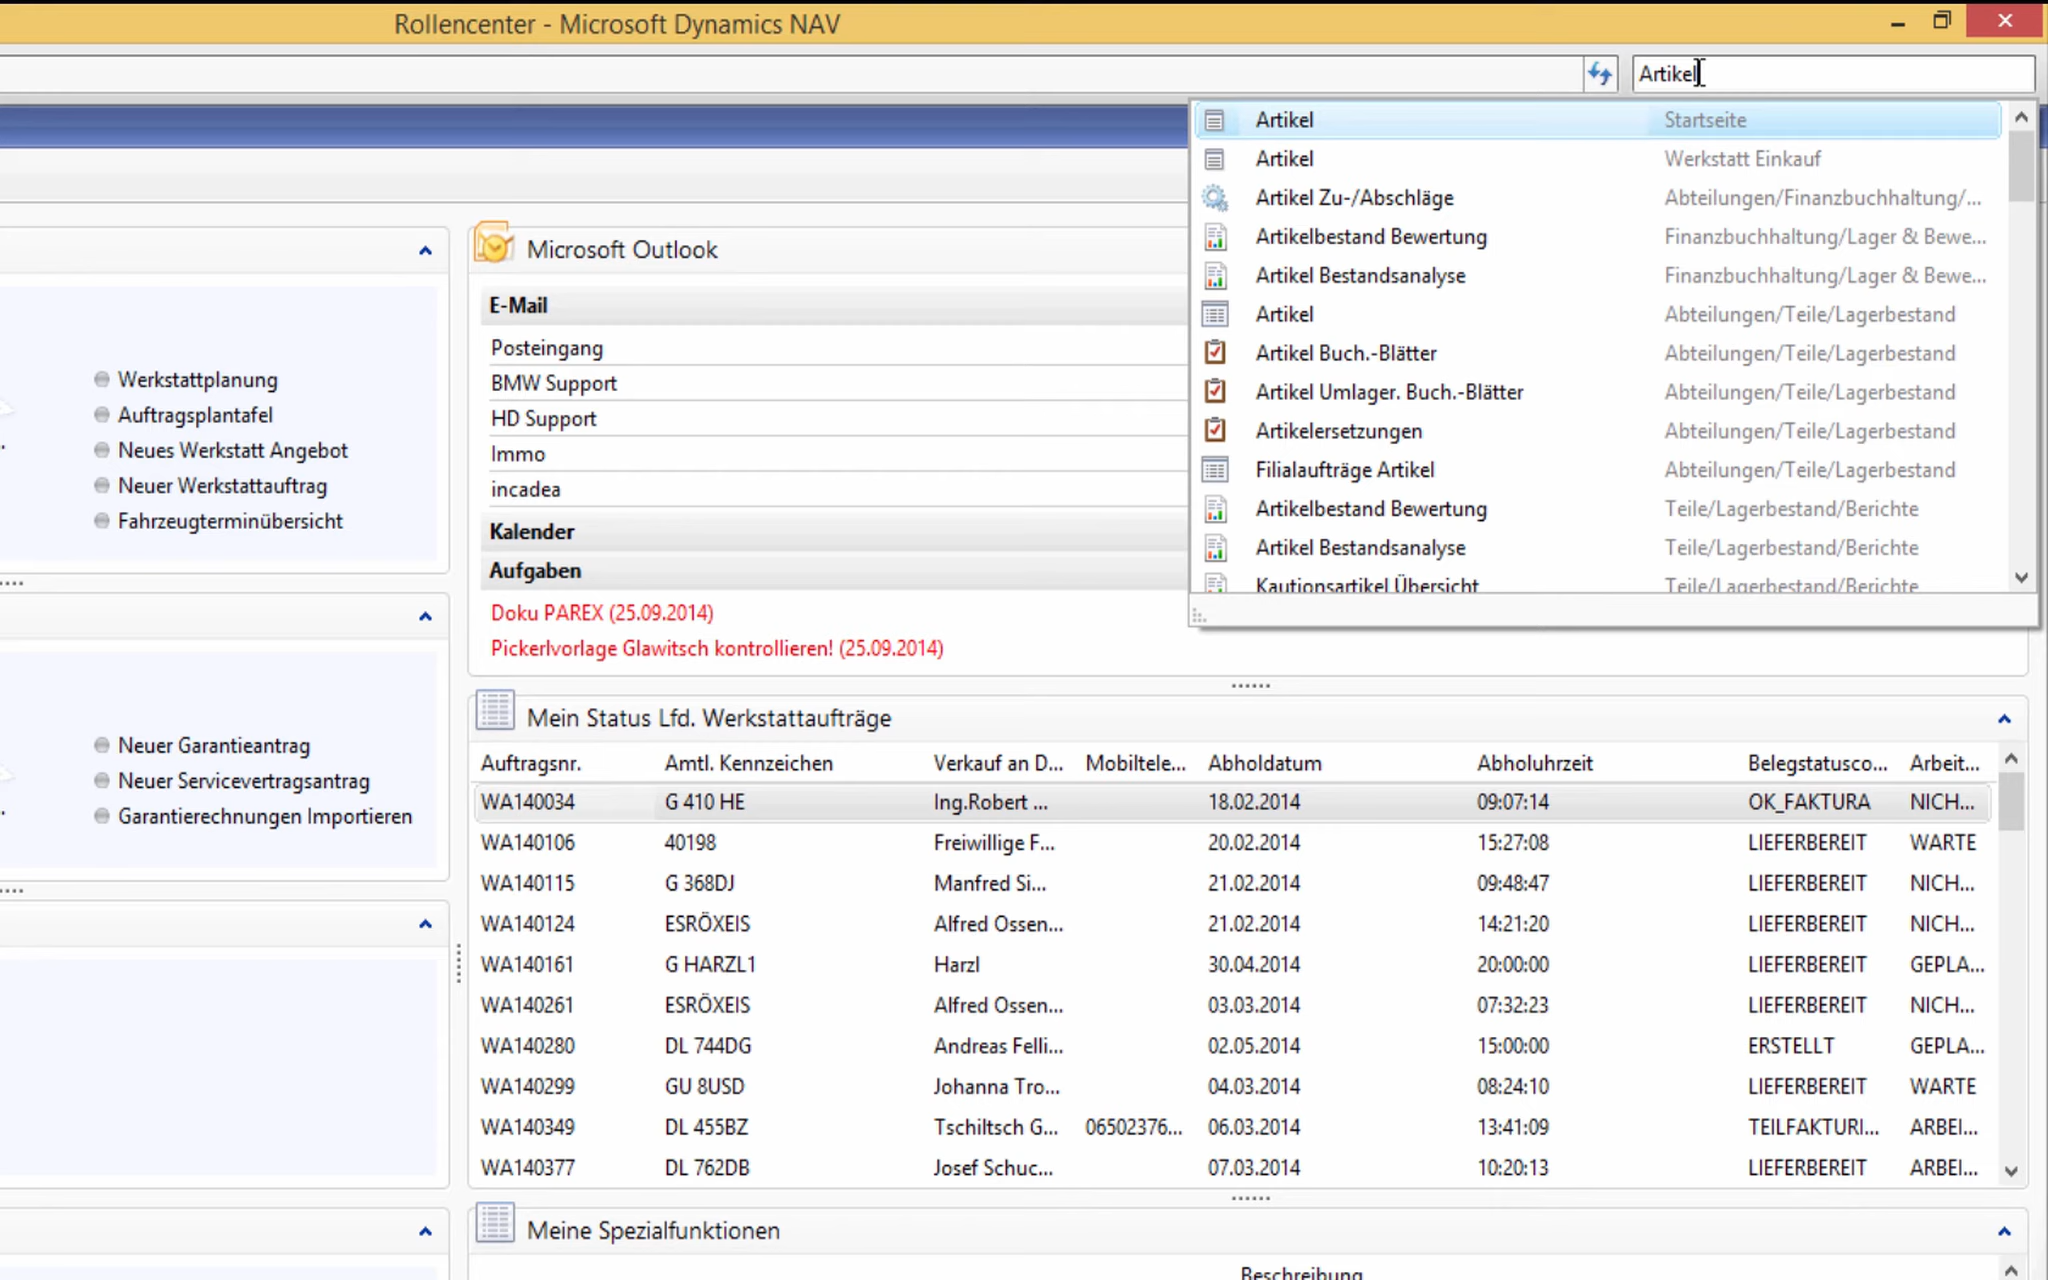 Rollencenter - Microsoft Dynamics NAV
Artikel
Artikel Startseite
Artikel Werkstatt Einkauf
Artikel Zu-/Abschläge Abteilungen/Finanzbuchhaltung/...
Artikelbestand Bewertung Finanzbuchhaltung/Lager & Bewe...
Artikel Bestandsanalyse Finanzbuchhaltung/Lager & Bewe...
Artikel Abteilungen/Teile/Lagerbestand
Artikel Buch.-Blätter Abteilungen/Teile/Lagerbestand
Artikel Umlager. Buch.-Blätter Abteilungen/Teile/Lagerbestand
Artikelersetzungen Abteilungen/Teile/Lagerbestand
Filialaufträge Artikel Abteilungen/Teile/Lagerbestand
Artikelbestand Bewertung Teile/Lagerbestand/Berichte
Artikel Bestandsanalyse Teile/Lagerbestand/Berichte
Kautionsartikel Übersicht Teile/Lagerbestand/Berichte
Werkstattplanung
Auftragsplantafel
Neues Werkstatt Angebot
Neuer Werkstattauftrag
Fahrzeugterminübersicht
Neuer Garantieantrag
Neuer Servicevertragsantrag
Garantierechnungen Importieren
Microsoft Outlook
E-Mail
Posteingang
BMW Support
HD Support
Immo
incadea
Kalender
Aufgaben
Doku PAREX (25.09.2014)
Pickerlvorlage Glawitsch kontrollieren! (25.09.2014)
Mein Status Lfd. Werkstattaufträge
Auftragsnr. Amtl. Kennzeichen Verkauf an D... Mobiltele... Abholdatum Abholuhrzeit Belegstatusco... Arbeit...
WA140034 G 410 HE Ing.Robert ... 18.02.2014 09:07:14 OK_FAKTURA NICH...
WA140106 40198 Freiwillige F... 20.02.2014 15:27:08 LIEFERBEREIT WARTE
WA140115 G 368DJ Manfred Si... 21.02.2014 09:48:47 LIEFERBEREIT NICH...
WA140124 ESRÖXEIS Alfred Ossen... 21.02.2014 14:21:20 LIEFERBEREIT NICH...
WA140161 G HARZL1 Harzl 30.04.2014 20:00:00 LIEFERBEREIT GEPLA...
WA140261 ESRÖXEIS Alfred Ossen... 03.03.2014 07:32:23 LIEFERBEREIT NICH...
WA140280 DL 744DG Andreas Felli... 02.05.2014 15:00:00 ERSTELLT GEPLA...
WA140299 GU 8USD Johanna Tro... 04.03.2014 08:24:10 LIEFERBEREIT WARTE
WA140349 DL 455BZ Tschiltsch G... 06502376... 06.03.2014 13:41:09 TEILFAKTURI... ARBEI...
WA140377 DL 762DB Josef Schuc... 07.03.2014 10:20:13 LIEFERBEREIT ARBEI...
Meine Spezialfunktionen
Beschreibung